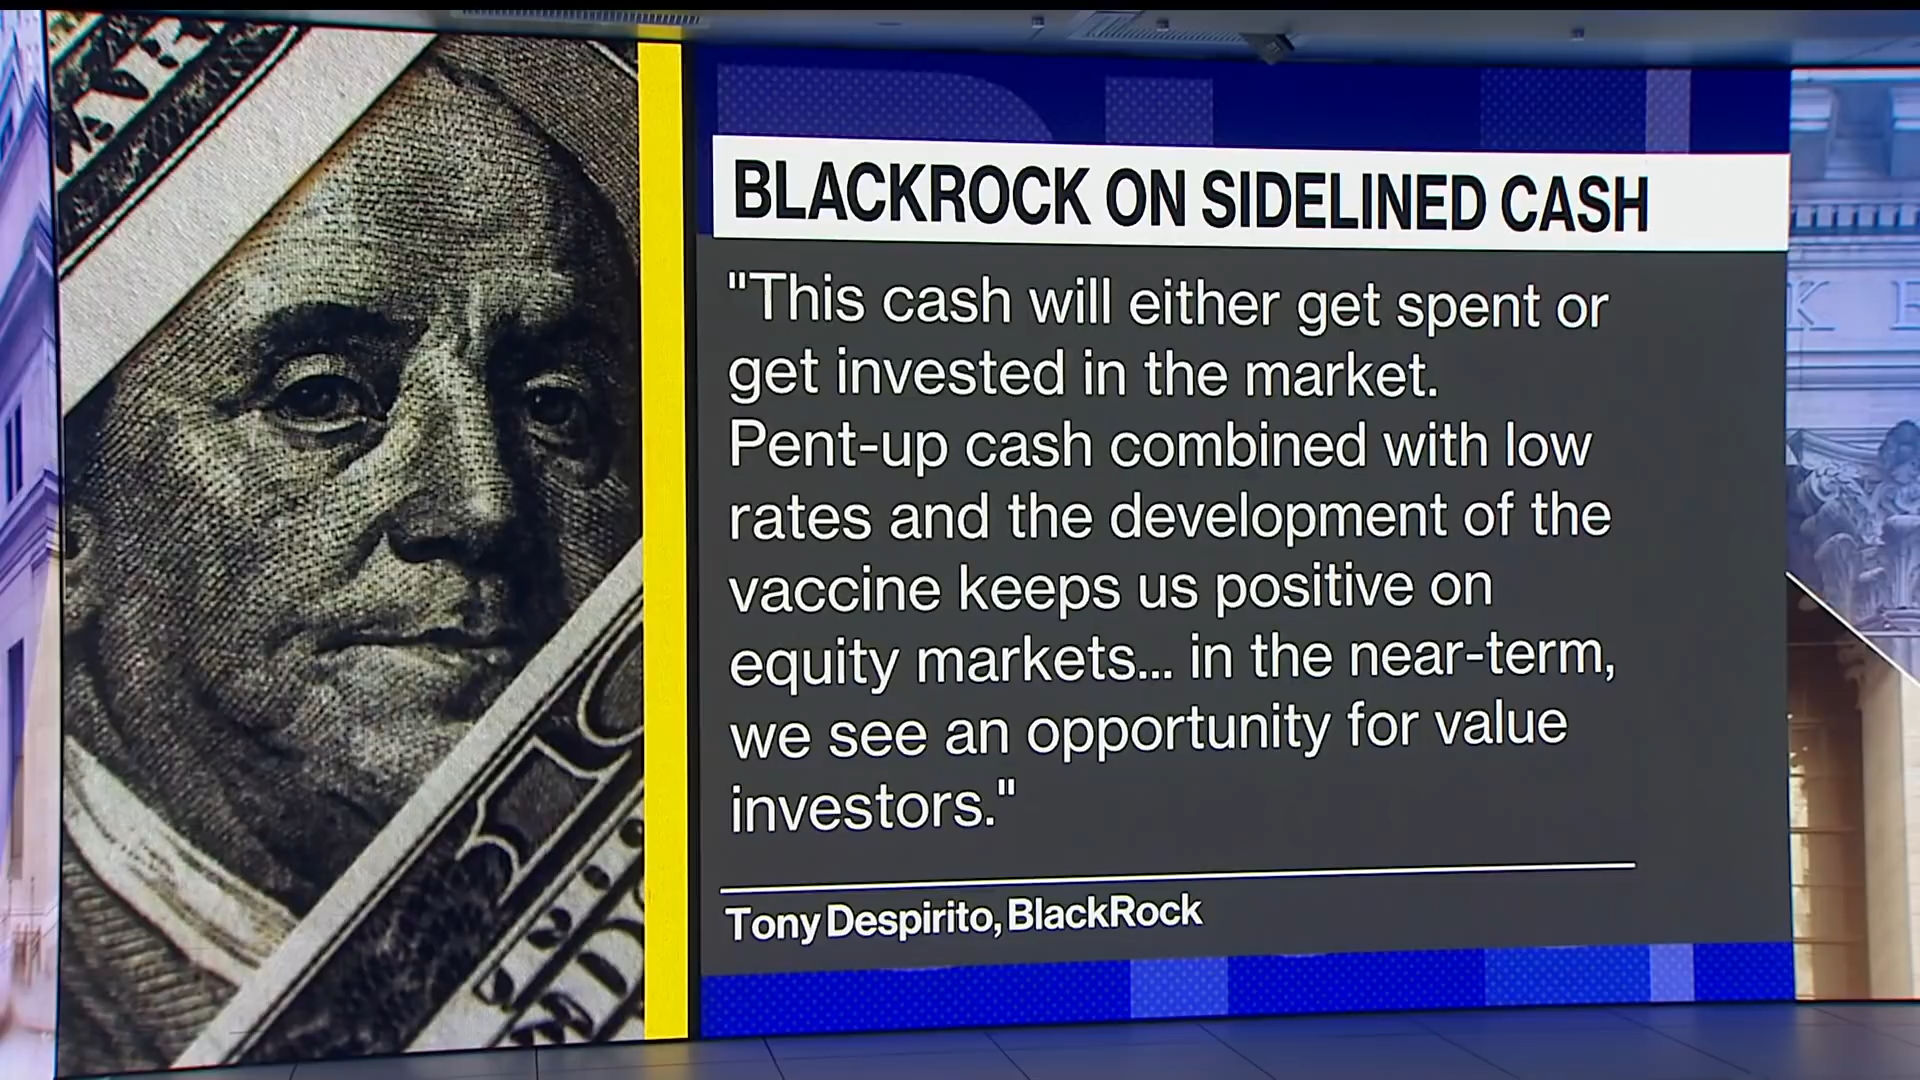 BLACKROCK ON SIDELINED CASH
"This cash will either get spent or
get invested in the market.
Pent-up cash combined with low
rates and the development of the
vaccine keeps us positive on
equity markets... in the near-term,
we see an opportunity for value
investors."
Tony Despirito, BlackRock